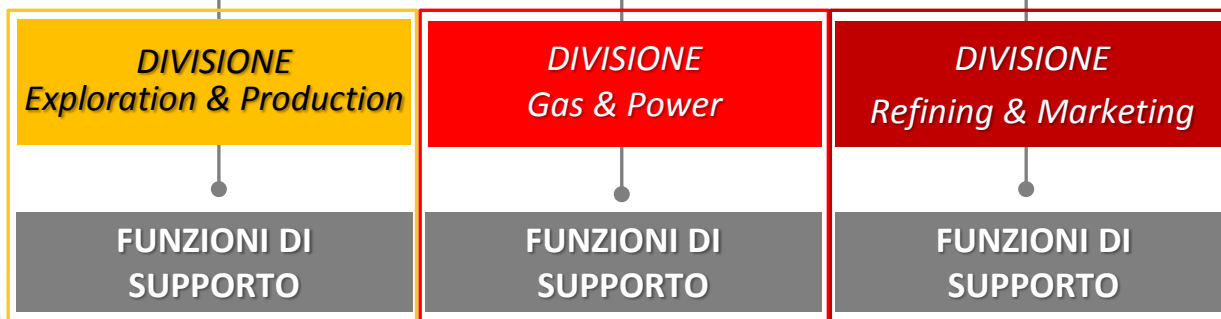 DIVISIONE
Exploration & Production
DIVISIONE
Gas & Power
DIVISIONE
Refining & Marketing
FUNZIONI DI
SUPPORTO
FUNZIONI DI
SUPPORTO
FUNZIONI DI
SUPPORTO